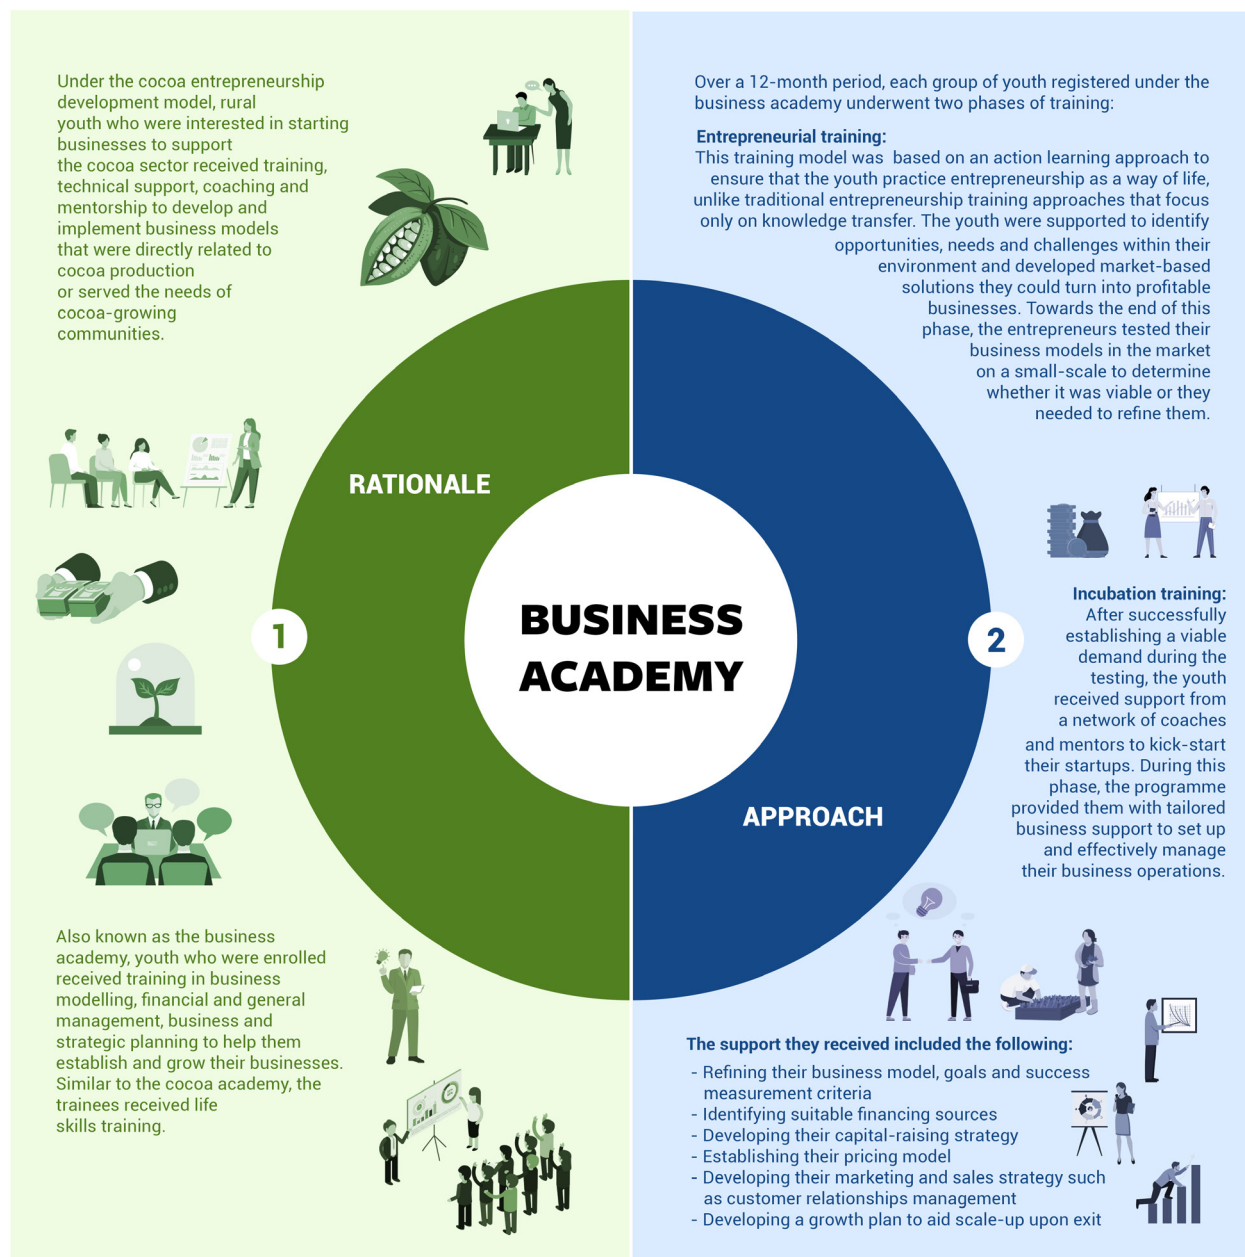 Under the cocoa entrepreneurship
development model, rural
youth who were interested in starting
businesses to support
the cocoa sector received training,
technical support, coaching and
mentorship to develop and
implement business models
that were directly related to
cocoa production
or served the needs of
cocoa-growing
communities.
RATIONALE
1
Also known as the business
academy, youth who were enrolled
received training in business
modelling, financial and general
management, business and
strategic planning to help them
establish and grow their businesses.
Similar to the cocoa academy, the
trainees received life
skills training.
BUSINESS
ACADEMY
Over a 12-month period, each group of youth registered under the
business academy underwent two phases of training:
Entrepreneurial training:
This training model was based on an action learning approach to
ensure that the youth practice entrepreneurship as a way of life,
unlike traditional entrepreneurship training approaches that focus
only on knowledge transfer. The youth were supported to identify
opportunities, needs and challenges within their
environment and developed market-based
solutions they could turn into profitable
businesses. Towards the end of this
phase, the entrepreneurs tested their
business models in the market
on a small-scale to determine
whether it was viable or they
needed to refine them.
2
APPROACH
Incubation training:
After successfully
establishing a viable
demand during the
testing, the youth
received support from
a network of coaches
and mentors to kick-start
their startups. During this
phase, the programme
provided them with tailored
business support to set up
and effectively manage
their business operations.
The support they received included the following:
- Refining their business model, goals and success
measurement criteria
- Identifying suitable financing sources
- Developing their capital-raising strategy
- Establishing their pricing model
- Developing their marketing and sales strategy such
as customer relationships management
- Developing a growth plan to aid scale-up upon exit